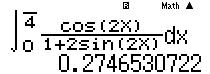 R Math ▲
∫₀^(π/4) cos(2X)/(1+2sin(2X)) dx
0.2746530722